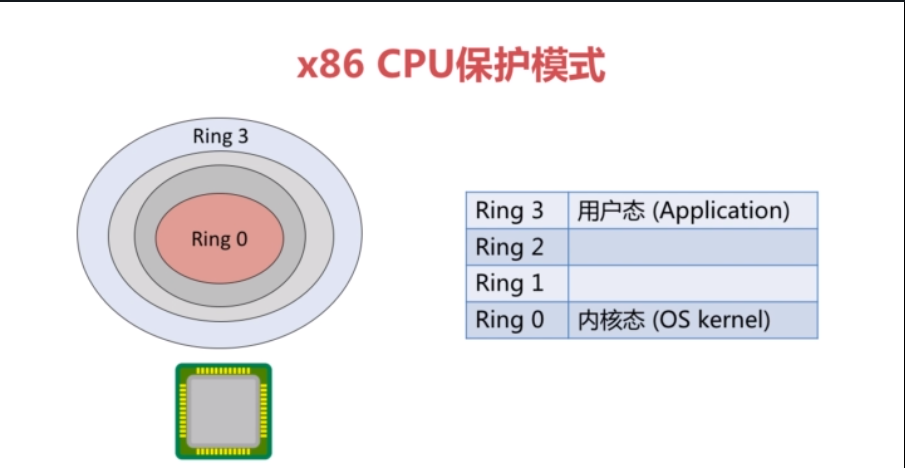 x86 CPU保护模式
Ring 3
Ring 0
Ring 3 用户态 (Application)
Ring 2
Ring 1
Ring 0 内核态 (OS kernel)